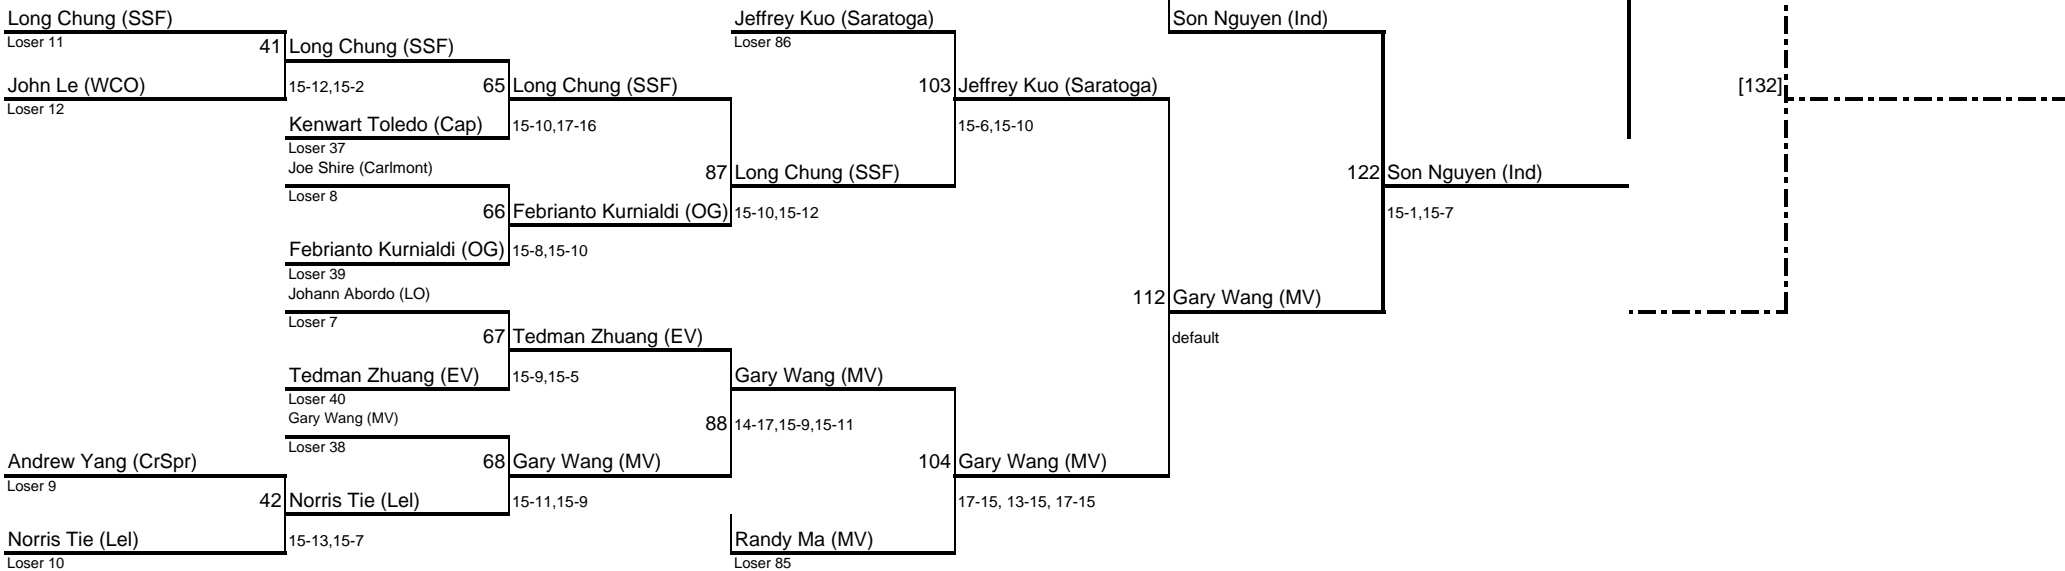 Long Chung (SSF)
Loser 11
41
John Le (WCO)
Loser 12
Long Chung (SSF)
15-12,15-2
65
Kenwart Toledo (Cap)
Loser 37
Joe Shire (Carlmont)
Loser 8
66
Febrianto Kurnialdi (OG)
Loser 39
Johann Abordo (LO)
Loser 7
67
Tedman Zhuang (EV)
Loser 40
Gary Wang (MV)
Loser 38
68
Andrew Yang (CrSpr)
Loser 9
42
Norris Tie (Lel)
Loser 10
Norris Tie (Lel)
15-13,15-7
Long Chung (SSF)
15-10,17-16
87
Febrianto Kurnialdi (OG)
15-8,15-10
Tedman Zhuang (EV)
15-9,15-5
88
Gary Wang (MV)
15-11,15-9
Jeffrey Kuo (Saratoga)
Loser 86
103
Long Chung (SSF)
15-10,15-12
Gary Wang (MV)
14-17,15-9,15-11
104
Randy Ma (MV)
Loser 85
Jeffrey Kuo (Saratoga)
15-6,15-10
112
Gary Wang (MV)
17-15, 13-15, 17-15
Son Nguyen (Ind)
122
Gary Wang (MV)
default
Son Nguyen (Ind)
15-1,15-7
[132]